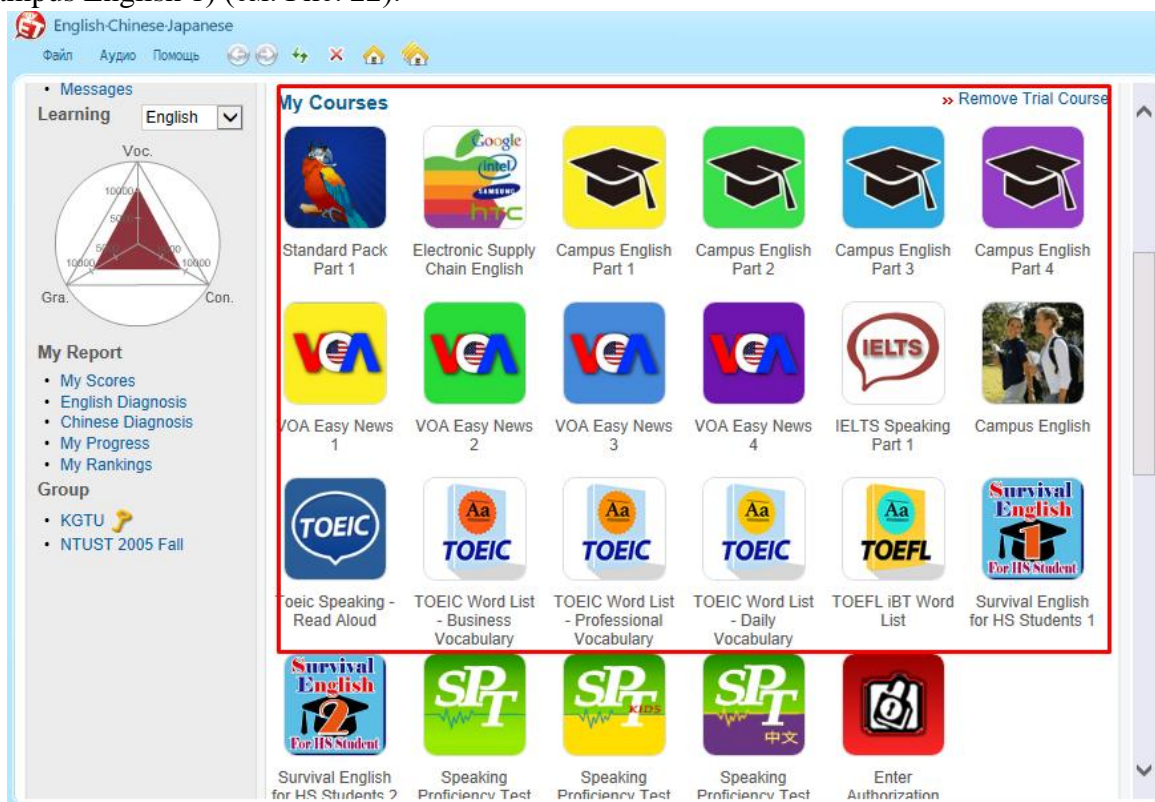 mpus English 1) (см. Рис. 22).
English-Chinese-Japanese
Файл Аудио Помощь
• Messages
Learning English
Voc.
10000
5000
10000
10000
Gra.
Con.
My Report
• My Scores
• English Diagnosis
• Chinese Diagnosis
• My Progress
• My Rankings
Group
• KGTU
• NTUST 2005 Fall
My Courses
» Remove Trial Course
Google
intel
SAMSUNG
hTC
Standard Pack Part 1
Electronic Supply Chain English
Campus English Part 1
Campus English Part 2
Campus English Part 3
Campus English Part 4
VOA
VOA
VOA
VOA
IELTS
VOA Easy News 1
VOA Easy News 2
VOA Easy News 3
VOA Easy News 4
IELTS Speaking Part 1
Campus English
TOEIC
Aa TOEIC
Aa TOEIC
Aa TOEIC
Aa TOEFL
Survival English 1 For HS Student
Toeic Speaking - Read Aloud
TOEIC Word List - Business Vocabulary
TOEIC Word List - Professional Vocabulary
TOEIC Word List - Daily Vocabulary
TOEFL iBT Word List
Survival English for HS Students 1
Survival English 2 For HS Student
SPT
SPT KIDS
SPT 中文
Survival English for HS Students 2
Speaking Proficiency Test
Speaking Proficiency Test
Speaking Proficiency Test
Enter Authorization